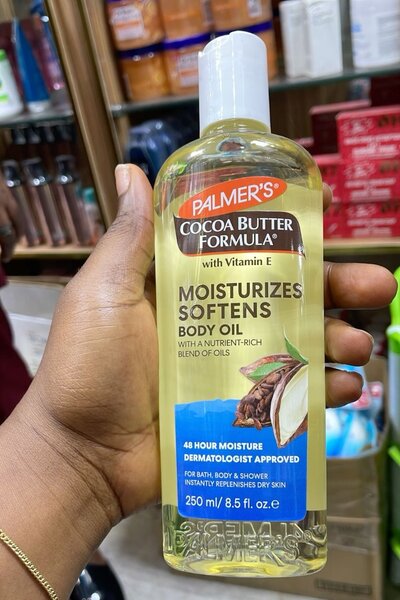 PALMER'S®
COCOA BUTTER
FORMULA®
with Vitamin E
MOISTURIZES
SOFTENS
BODY OIL
WITH A NUTRIENT-RICH
BLEND OF OILS
48 HOUR MOISTURE
DERMATOLOGIST APPROVED
FOR BATH, BODY & SHOWER
INSTANTLY REPLENISHES DRY SKIN
250 ml/ 8.5 fl. oz.℮
PALMER'S